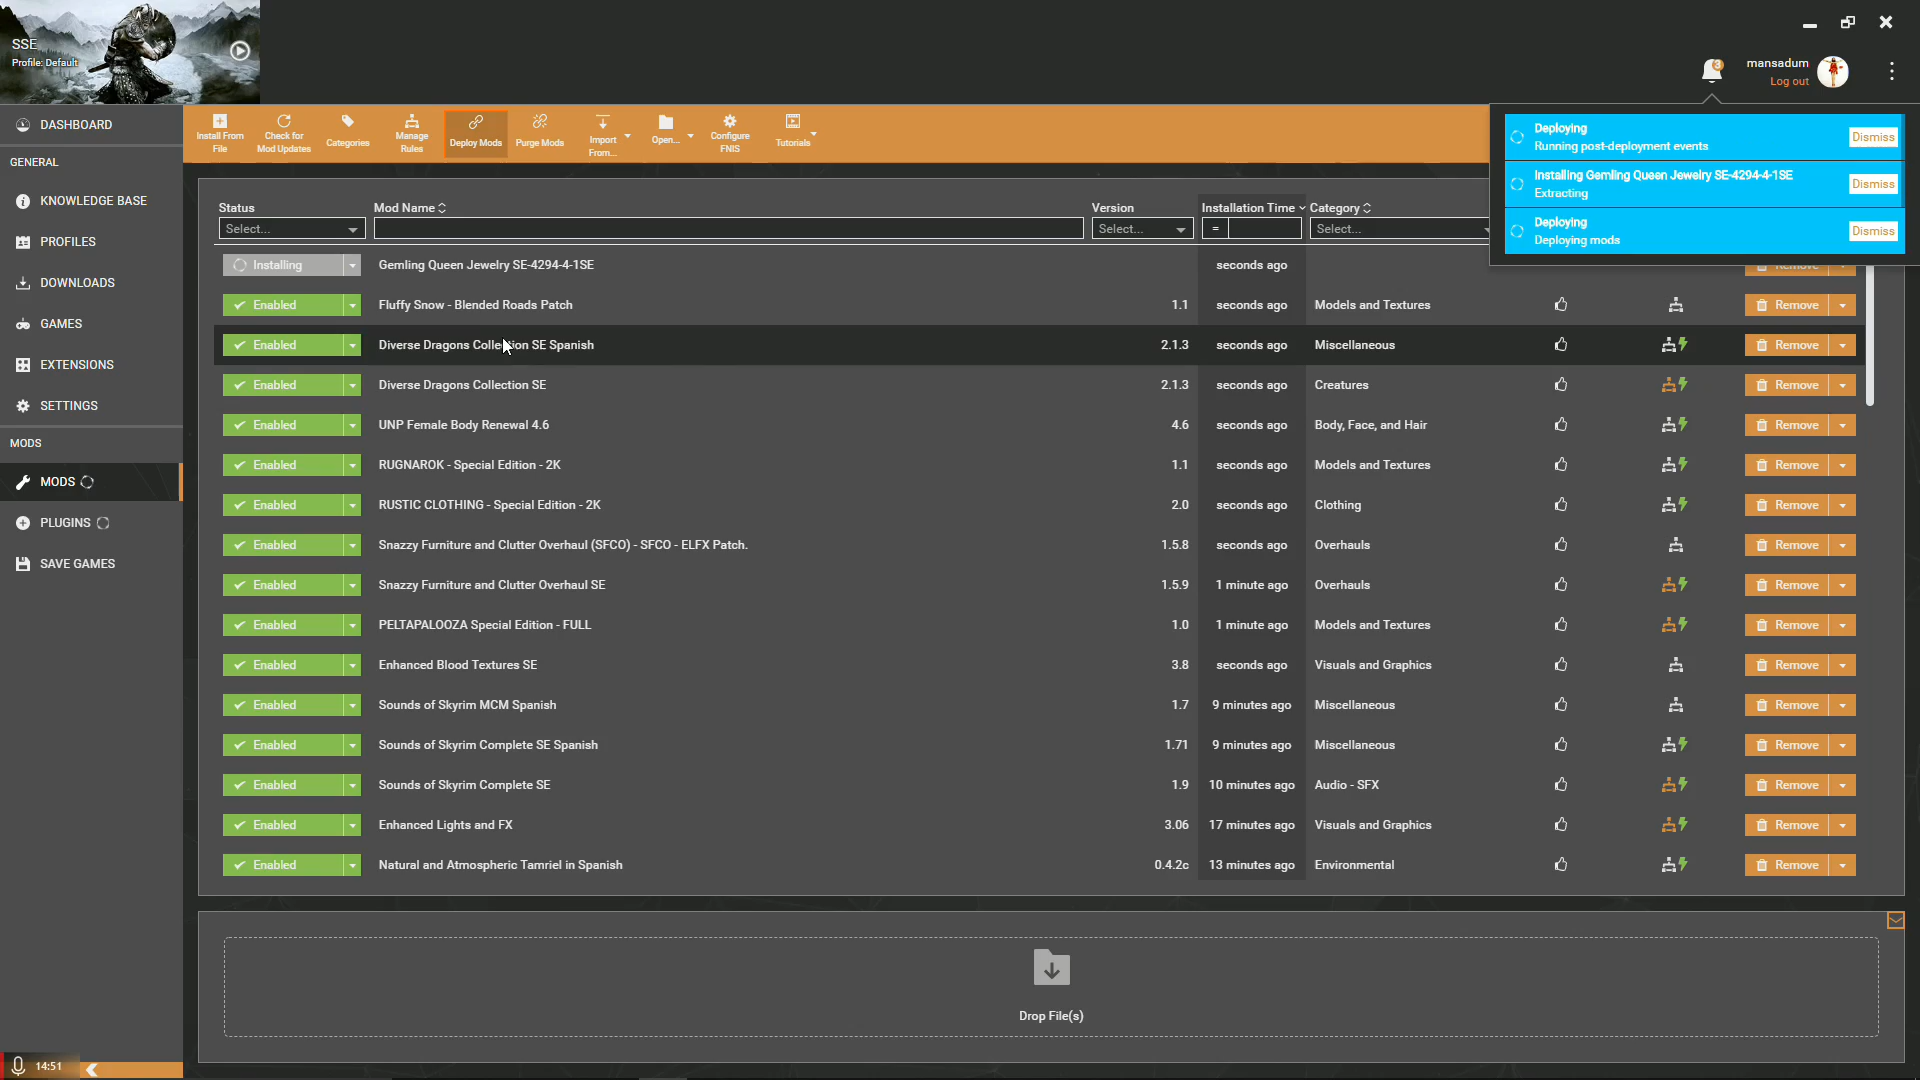 SSE
Profile: Default
3
mansadum
Log out
DASHBOARD
GENERAL
KNOWLEDGE BASE
PROFILES
DOWNLOADS
GAMES
EXTENSIONS
SETTINGS
MODS
MODS
PLUGINS
SAVE GAMES
14:51
Install From File
Check for Mod Updates
Categories
Manage Rules
Deploy Mods
Purge Mods
Import From...
Open...
Configure FNIS
Tutorials
Deploying
Running post-deployment events
Dismiss
Installing Gemling Queen Jewelry SE-4294-4-1SE
Extracting
Dismiss
Deploying
Deploying mods
Dismiss
Status Mod Name Version Installation Time Category
Select... Select... = Select...
Installing Gemling Queen Jewelry SE-4294-4-1SE seconds ago Remove
Enabled Fluffy Snow - Blended Roads Patch 1.1 seconds ago Models and Textures Remove
Enabled Diverse Dragons Collection SE Spanish 2.1.3 seconds ago Miscellaneous Remove
Enabled Diverse Dragons Collection SE 2.1.3 seconds ago Creatures Remove
Enabled UNP Female Body Renewal 4.6 4.6 seconds ago Body, Face, and Hair Remove
Enabled RUGNAROK - Special Edition - 2K 1.1 seconds ago Models and Textures Remove
Enabled RUSTIC CLOTHING - Special Edition - 2K 2.0 seconds ago Clothing Remove
Enabled Snazzy Furniture and Clutter Overhaul (SFCO) - SFCO - ELFX Patch. 1.5.8 seconds ago Overhauls Remove
Enabled Snazzy Furniture and Clutter Overhaul SE 1.5.9 1 minute ago Overhauls Remove
Enabled PELTAPALOOZA Special Edition - FULL 1.0 1 minute ago Models and Textures Remove
Enabled Enhanced Blood Textures SE 3.8 seconds ago Visuals and Graphics Remove
Enabled Sounds of Skyrim MCM Spanish 1.7 9 minutes ago Miscellaneous Remove
Enabled Sounds of Skyrim Complete SE Spanish 1.71 9 minutes ago Miscellaneous Remove
Enabled Sounds of Skyrim Complete SE 1.9 10 minutes ago Audio - SFX Remove
Enabled Enhanced Lights and FX 3.06 17 minutes ago Visuals and Graphics Remove
Enabled Natural and Atmospheric Tamriel in Spanish 0.4.2c 13 minutes ago Environmental Remove
Drop File(s)